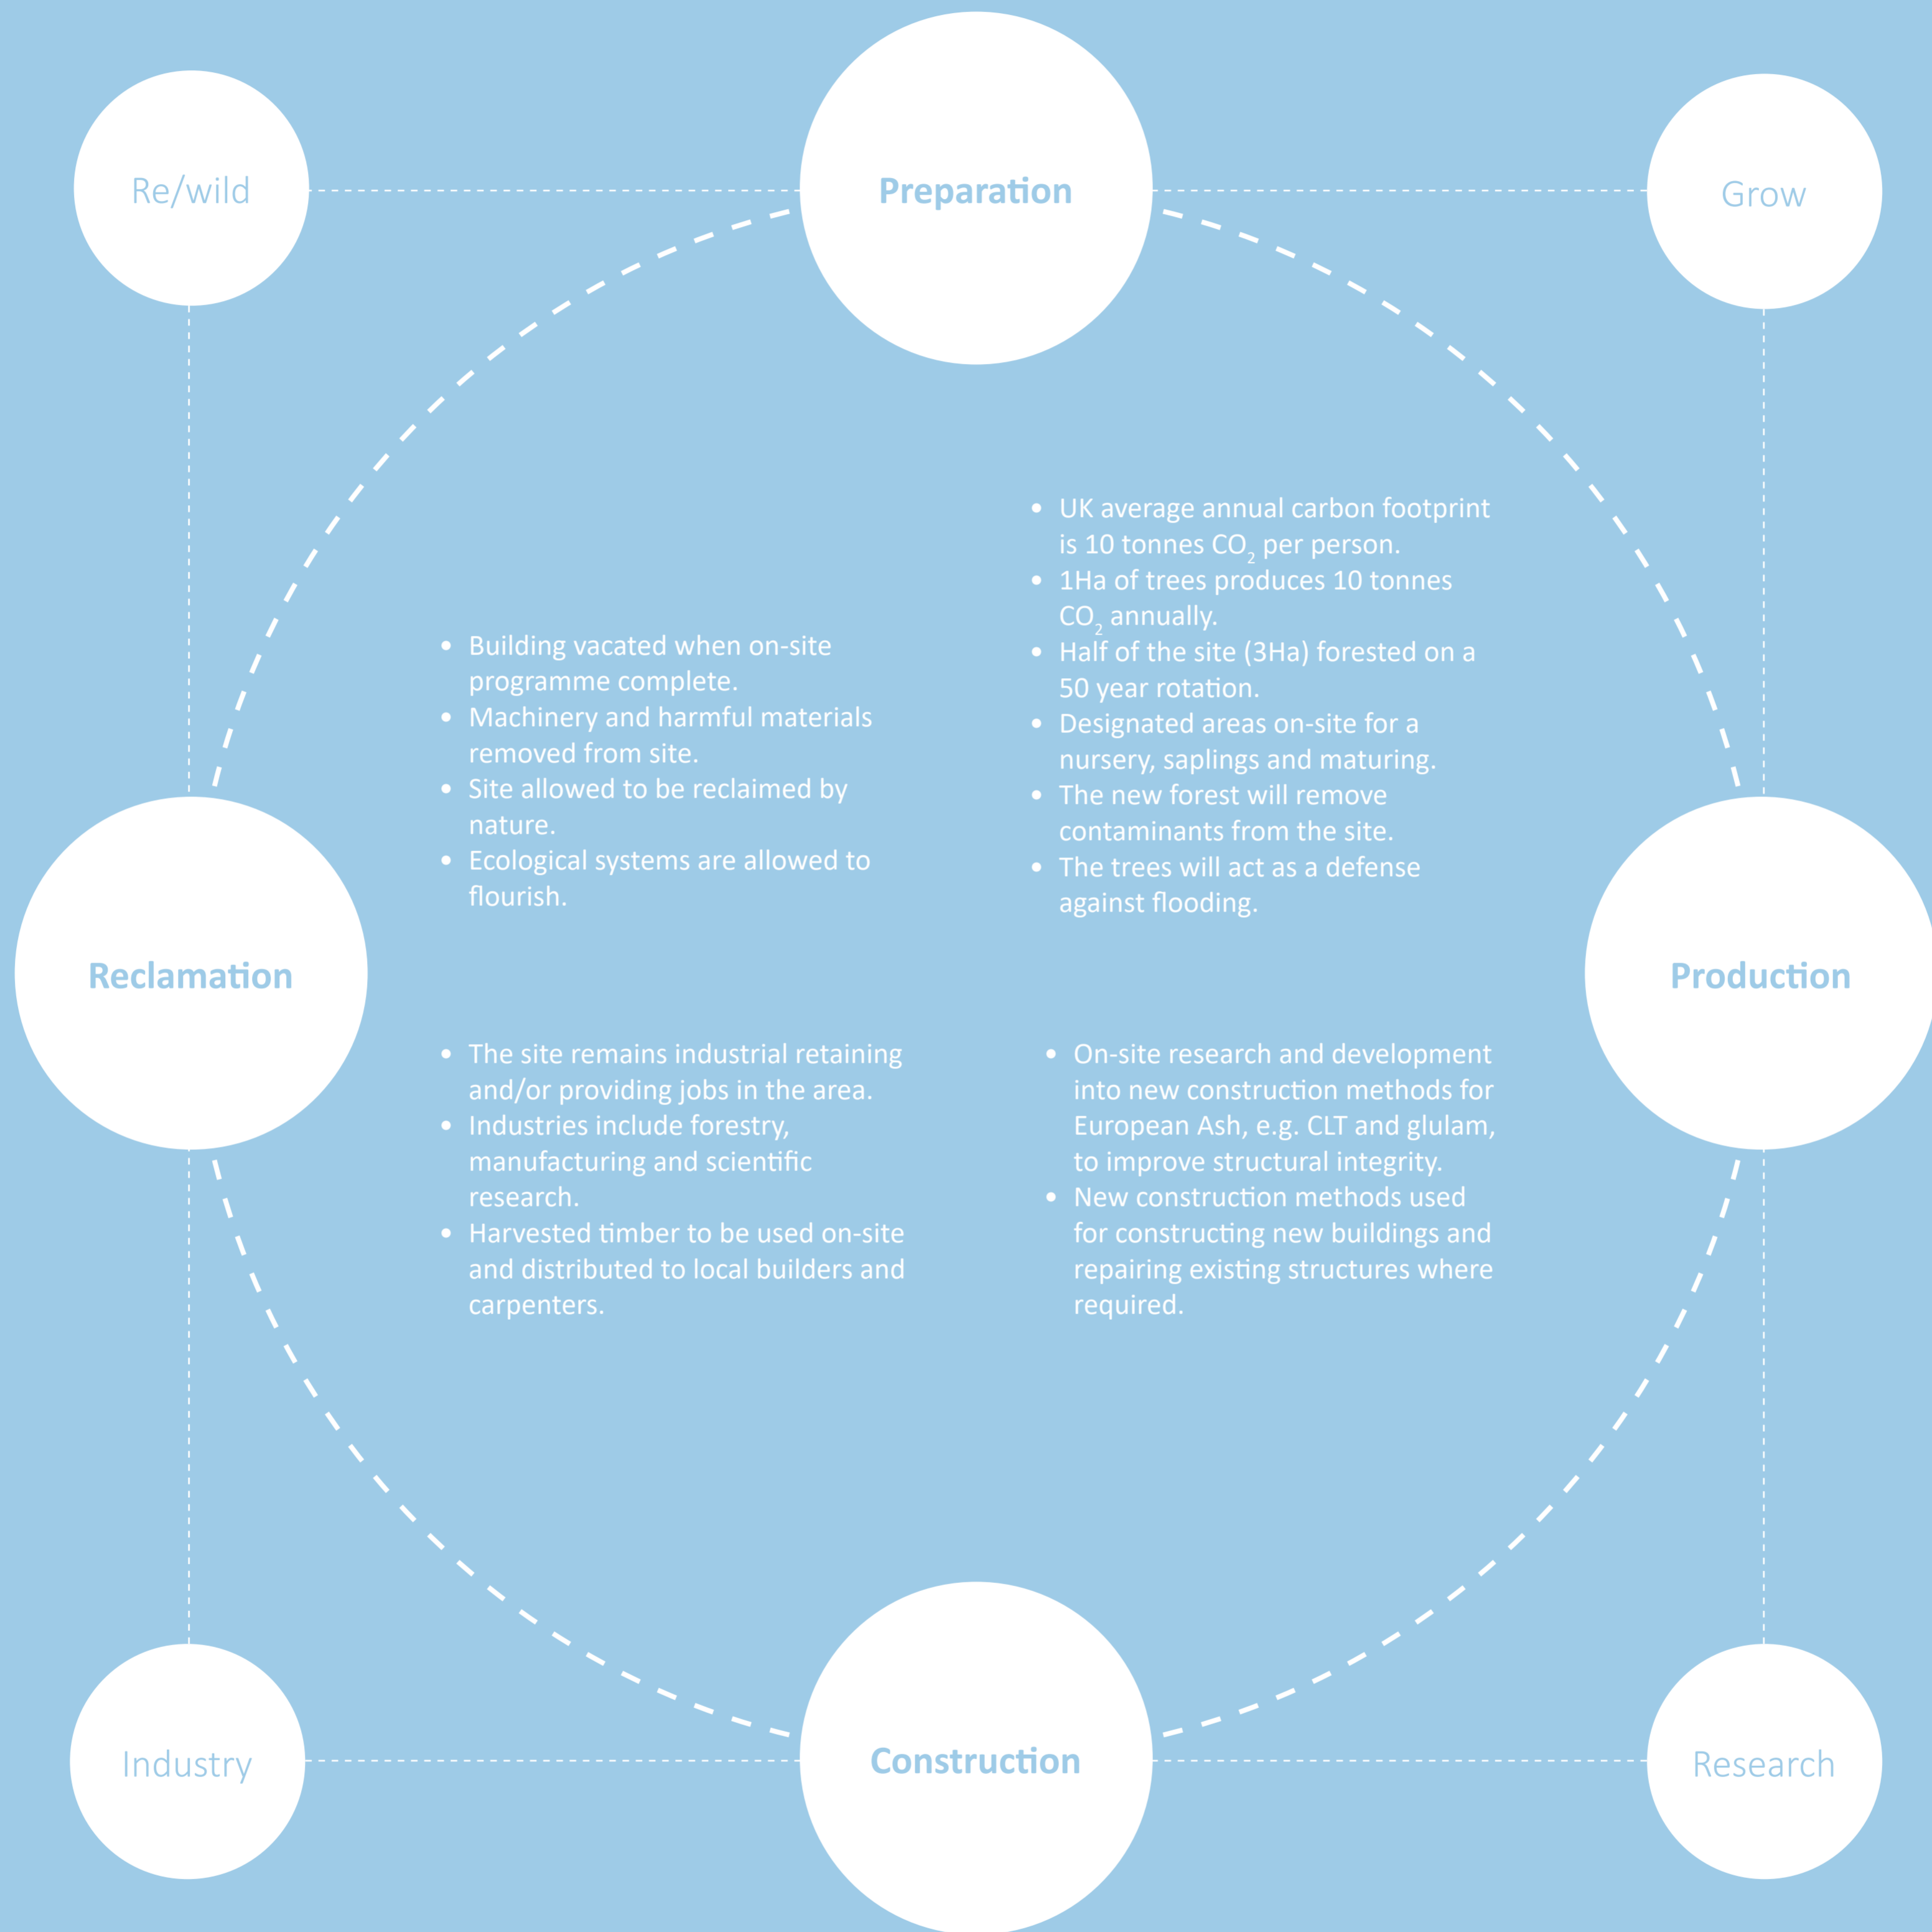 Re/wild
Preparation
Grow
• Building vacated when on-site
programme complete.
• Machinery and harmful materials
removed from site.
• Site allowed to be reclaimed by
nature.
• Ecological systems are allowed to
flourish.
• UK average annual carbon footprint
is 10 tonnes CO₂ per person.
• 1Ha of trees produces 10 tonnes
CO₂ annually.
• Half of the site (3Ha) forested on a
50 year rotation.
• Designated areas on-site for a
nursery, saplings and maturing.
• The new forest will remove
contaminants from the site.
• The trees will act as a defense
against flooding.
Reclamation
Production
• The site remains industrial retaining
and/or providing jobs in the area.
• Industries include forestry,
manufacturing and scientific
research.
• Harvested timber to be used on-site
and distributed to local builders and
carpenters.
• On-site research and development
into new construction methods for
European Ash, e.g. CLT and glulam,
to improve structural integrity.
• New construction methods used
for constructing new buildings and
repairing existing structures where
required.
Industry
Construction
Research